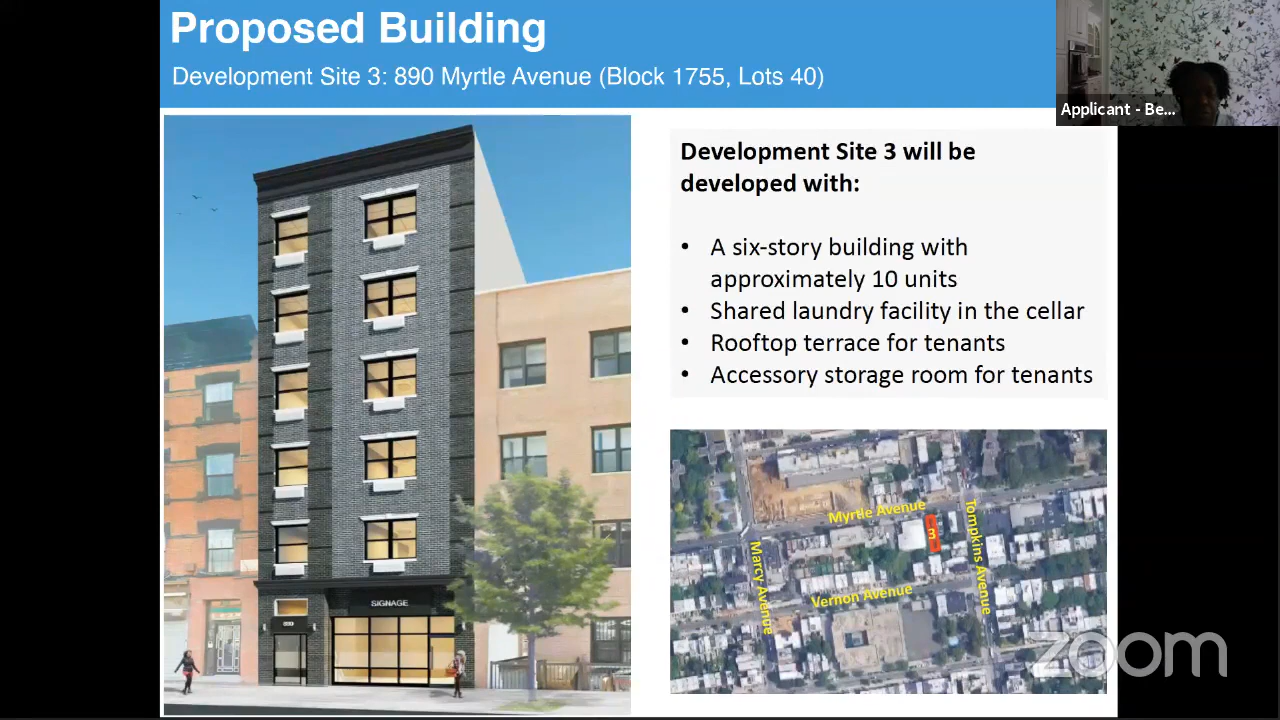 Proposed Building
Development Site 3: 890 Myrtle Avenue (Block 1755, Lots 40)
Applicant - Be...
Development Site 3 will be
developed with:
• A six-story building with
approximately 10 units
• Shared laundry facility in the cellar
• Rooftop terrace for tenants
• Accessory storage room for tenants
SIGNAGE
Myrtle Avenue
3
Tompkins Avenue
Marcy Avenue
Vernon Avenue
zoom